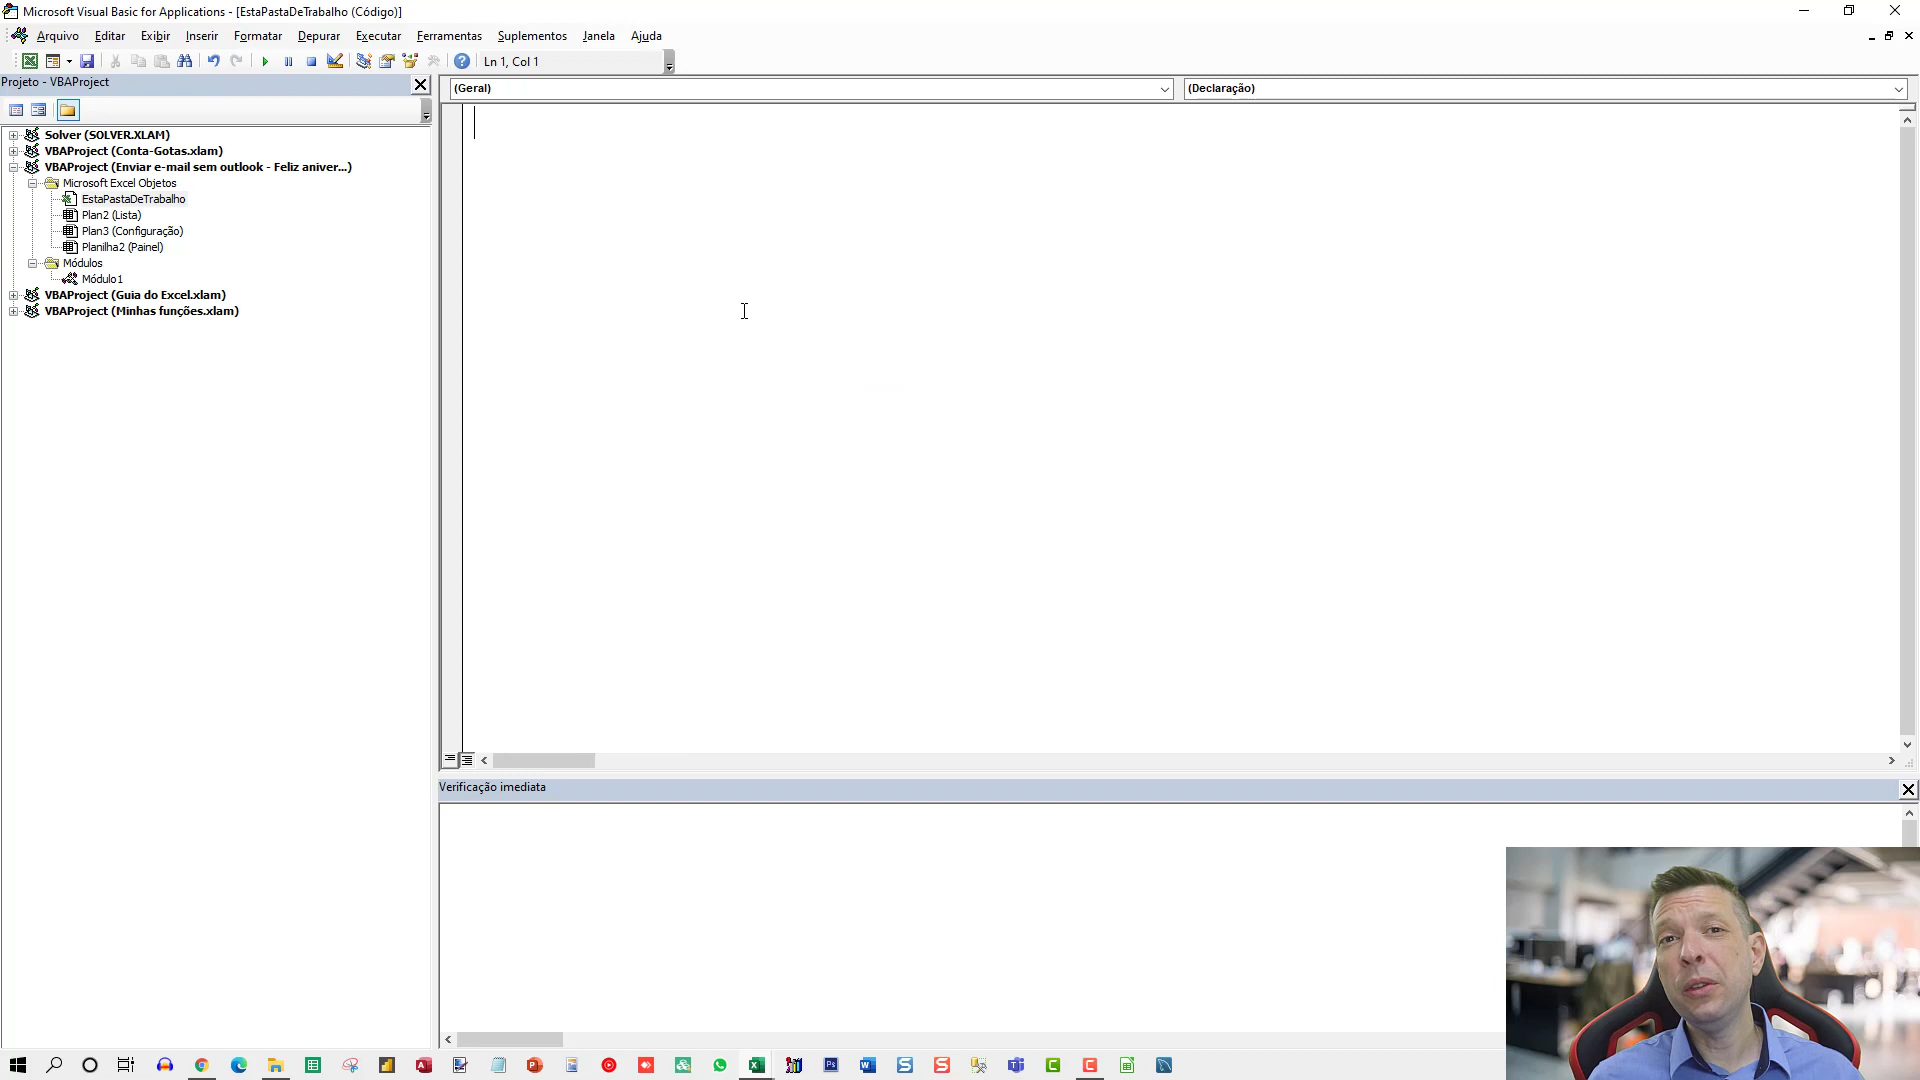 Microsoft Visual Basic for Applications - [EstaPastaDeTrabalho (Código)]
Arquivo Editar Exibir Inserir Formatar Depurar Executar Ferramentas Suplementos Janela Ajuda
Ln 1, Col 1
Projeto - VBAProject
(Geral) (Declaração)
Solver (SOLVER.XLAM)
VBAProject (Conta-Gotas.xlam)
VBAProject (Enviar e-mail sem outlook - Feliz aniver...)
Microsoft Excel Objetos
EstaPastaDeTrabalho
Plan2 (Lista)
Plan3 (Configuração)
Planilha2 (Painel)
Módulos
Módulo1
VBAProject (Guia do Excel.xlam)
VBAProject (Minhas funções.xlam)
Verificação imediata